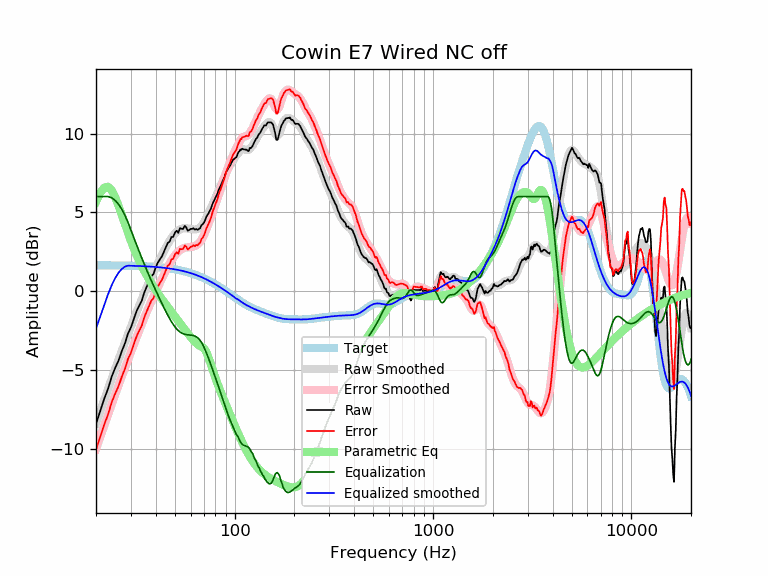 Cowin E7 Wired NC off
Amplitude (dBr)
10
5
0
−5
−10
Target
Raw Smoothed
Error Smoothed
Raw
Error
Parametric Eq
Equalization
Equalized smoothed
100
1000
10000
Frequency (Hz)